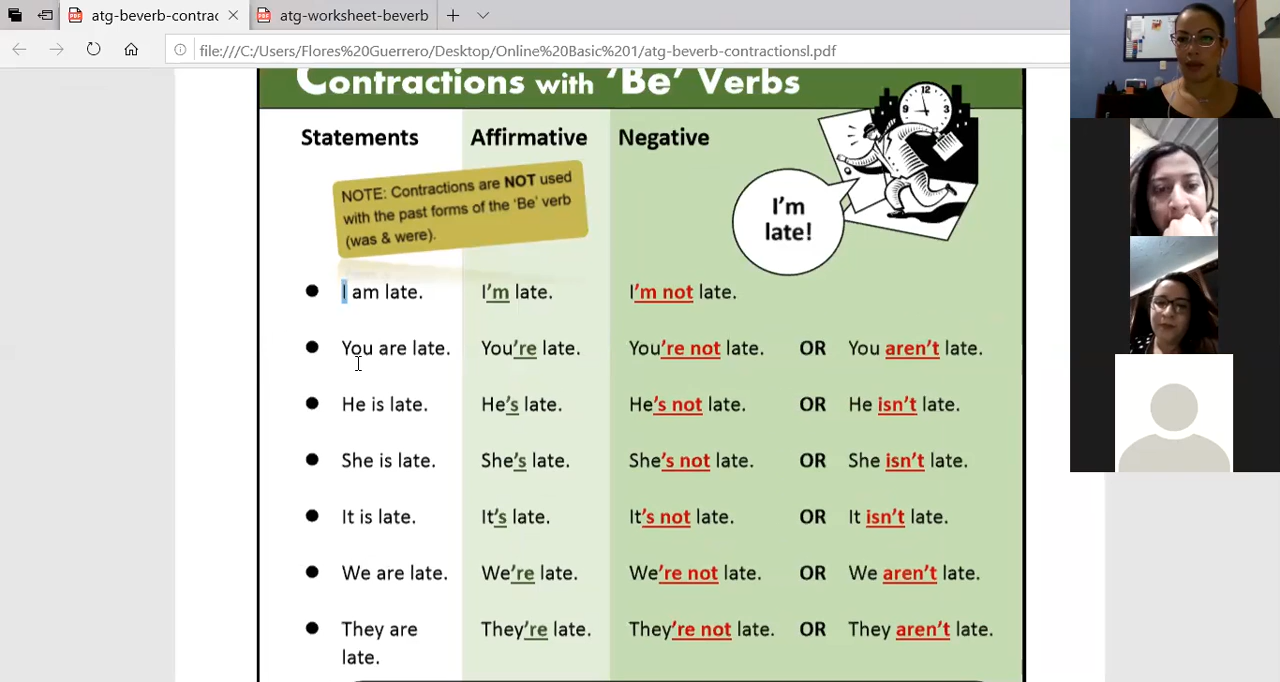 atg-beverb-contrac
atg-worksheet-beverb
file:///C:/Users/Flores%20Guerrero/Desktop/Online%20Basic%201/atg-beverb-contractionsl.pdf
Contractions with 'Be' Verbs
Statements Affirmative Negative
12
9 3
NOTE: Contractions are NOT used
with the past forms of the 'Be' verb
(was & were).
I'm
late!
I am late. I'm late. I'm not late.
You are late. You're late. You're not late. OR You aren't late.
He is late. He's late. He's not late. OR He isn't late.
She is late. She's late. She's not late. OR She isn't late.
It is late. It's late. It's not late. OR It isn't late.
We are late. We're late. We're not late. OR We aren't late.
They are
late. They're late. They're not late. OR They aren't late.